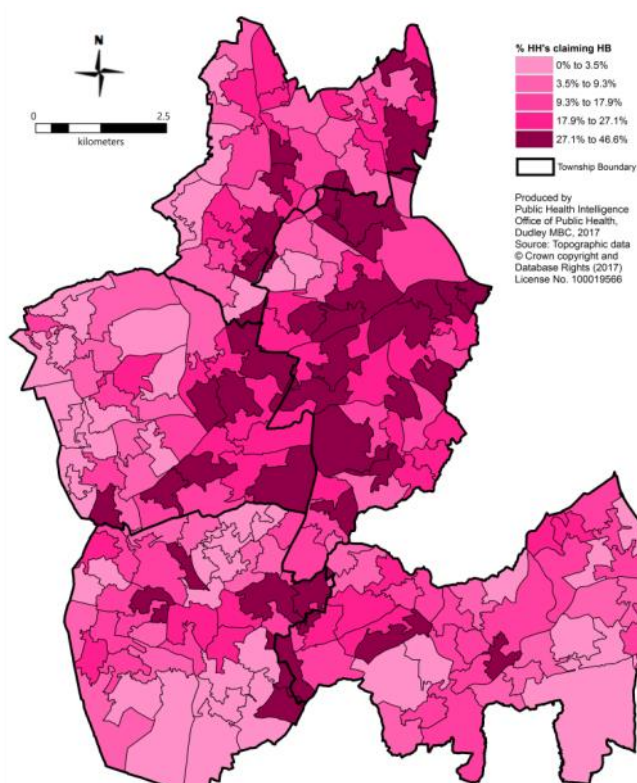 N
0 2.5
kilometers
% HH's claiming HB
0% to 3.5%
3.5% to 9.3%
9.3% to 17.9%
17.9% to 27.1%
27.1% to 46.6%
Township Boundary
Produced by
Public Health Intelligence
Office of Public Health,
Dudley MBC, 2017
Source: Topographic data
© Crown copyright and
Database Rights (2017)
License No. 100019566